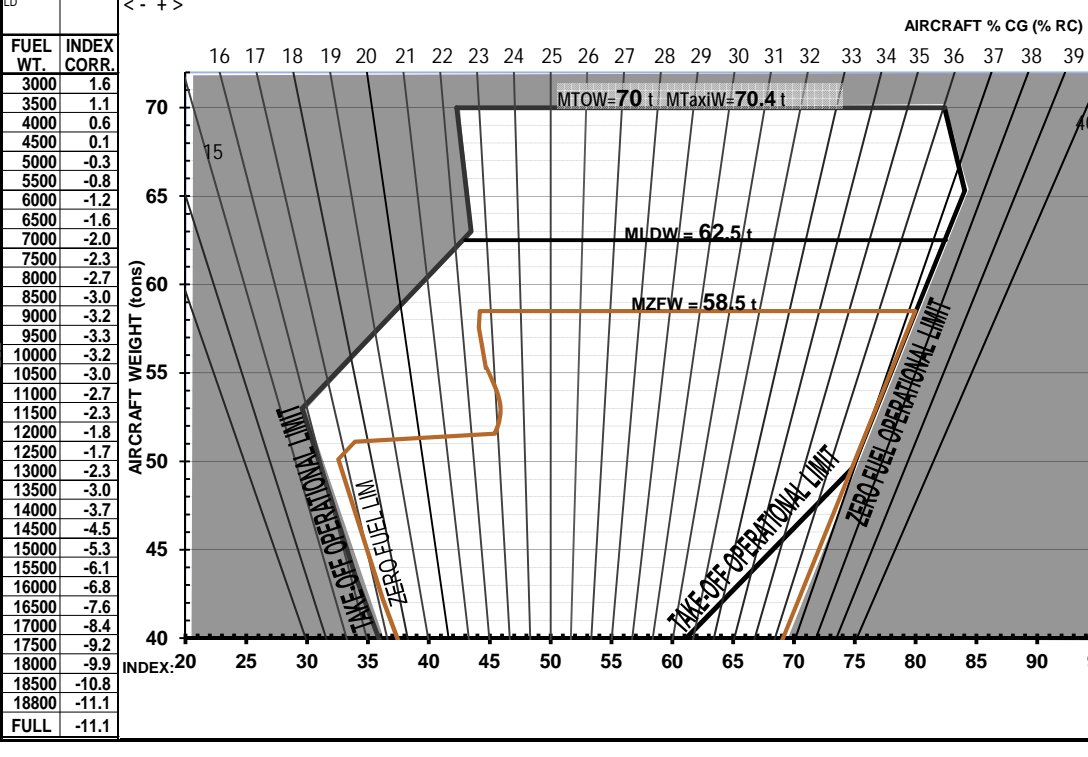 LD
< - + >
AIRCRAFT % CG (% RC)
FUEL WT. INDEX CORR.
3000 1.6
3500 1.1
4000 0.6
4500 0.1
5000 -0.3
5500 -0.8
6000 -1.2
6500 -1.6
7000 -2.0
7500 -2.3
8000 -2.7
8500 -3.0
9000 -3.2
9500 -3.3
10000 -3.2
10500 -3.0
11000 -2.7
11500 -2.3
12000 -1.8
12500 -1.7
13000 -2.3
13500 -3.0
14000 -3.7
14500 -4.5
15000 -5.3
15500 -6.1
16000 -6.8
16500 -7.6
17000 -8.4
17500 -9.2
18000 -9.9
18500 -10.8
18800 -11.1
FULL -11.1
16 17 18 19 20 21 22 23 24 25 26 27 28 29 30 31 32 33 34 35 36 37 38 39
40
15
MTOW=70 t MTaxiW=70.4 t
MLDW = 62.5 t
MZFW = 58.5 t
AIRCRAFT WEIGHT (tons)
70
65
60
55
50
45
40
TAKE-OFF OPERATIONAL LIMIT
ZERO FUEL LIM
TAKE-OFF OPERATIONAL LIMIT
ZERO FUEL OPERATIONAL LIMIT
INDEX:
20 25 30 35 40 45 50 55 60 65 70 75 80 85 90